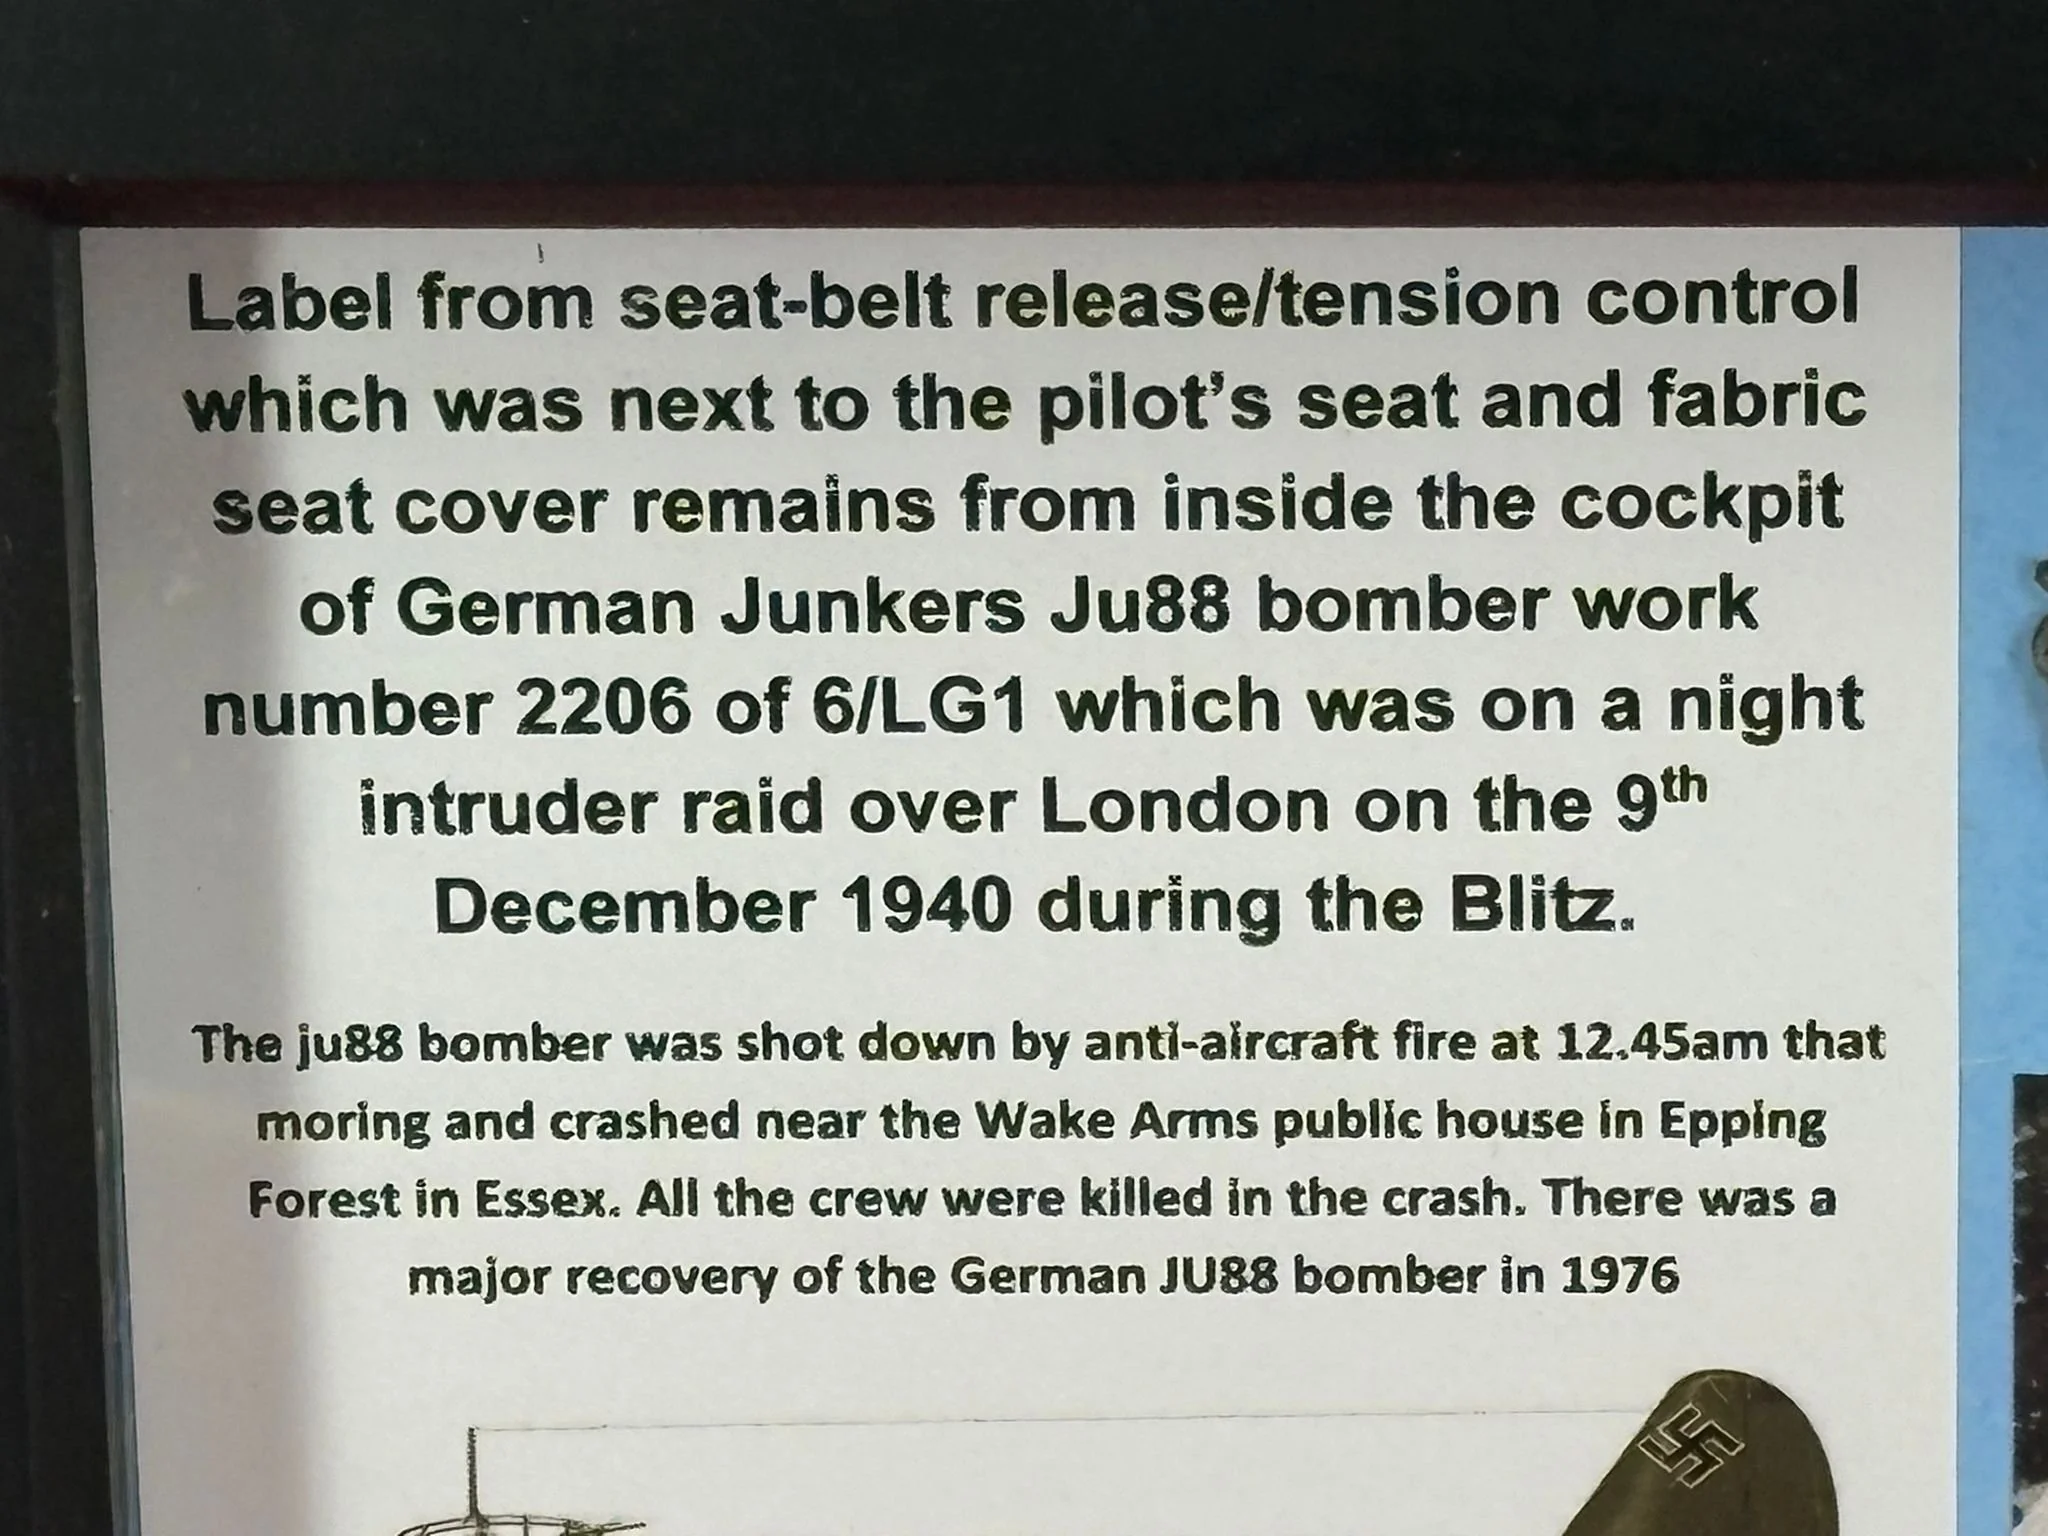 Label from seat-belt release/tension control
which was next to the pilot's seat and fabric
seat cover remains from inside the cockpit
of German Junkers Ju88 bomber work
number 2206 of 6/LG1 which was on a night
intruder raid over London on the 9th
December 1940 during the Blitz.
The ju88 bomber was shot down by anti-aircraft fire at 12.45am that
moring and crashed near the Wake Arms public house in Epping
Forest in Essex. All the crew were killed in the crash. There was a
major recovery of the German JU88 bomber in 1976